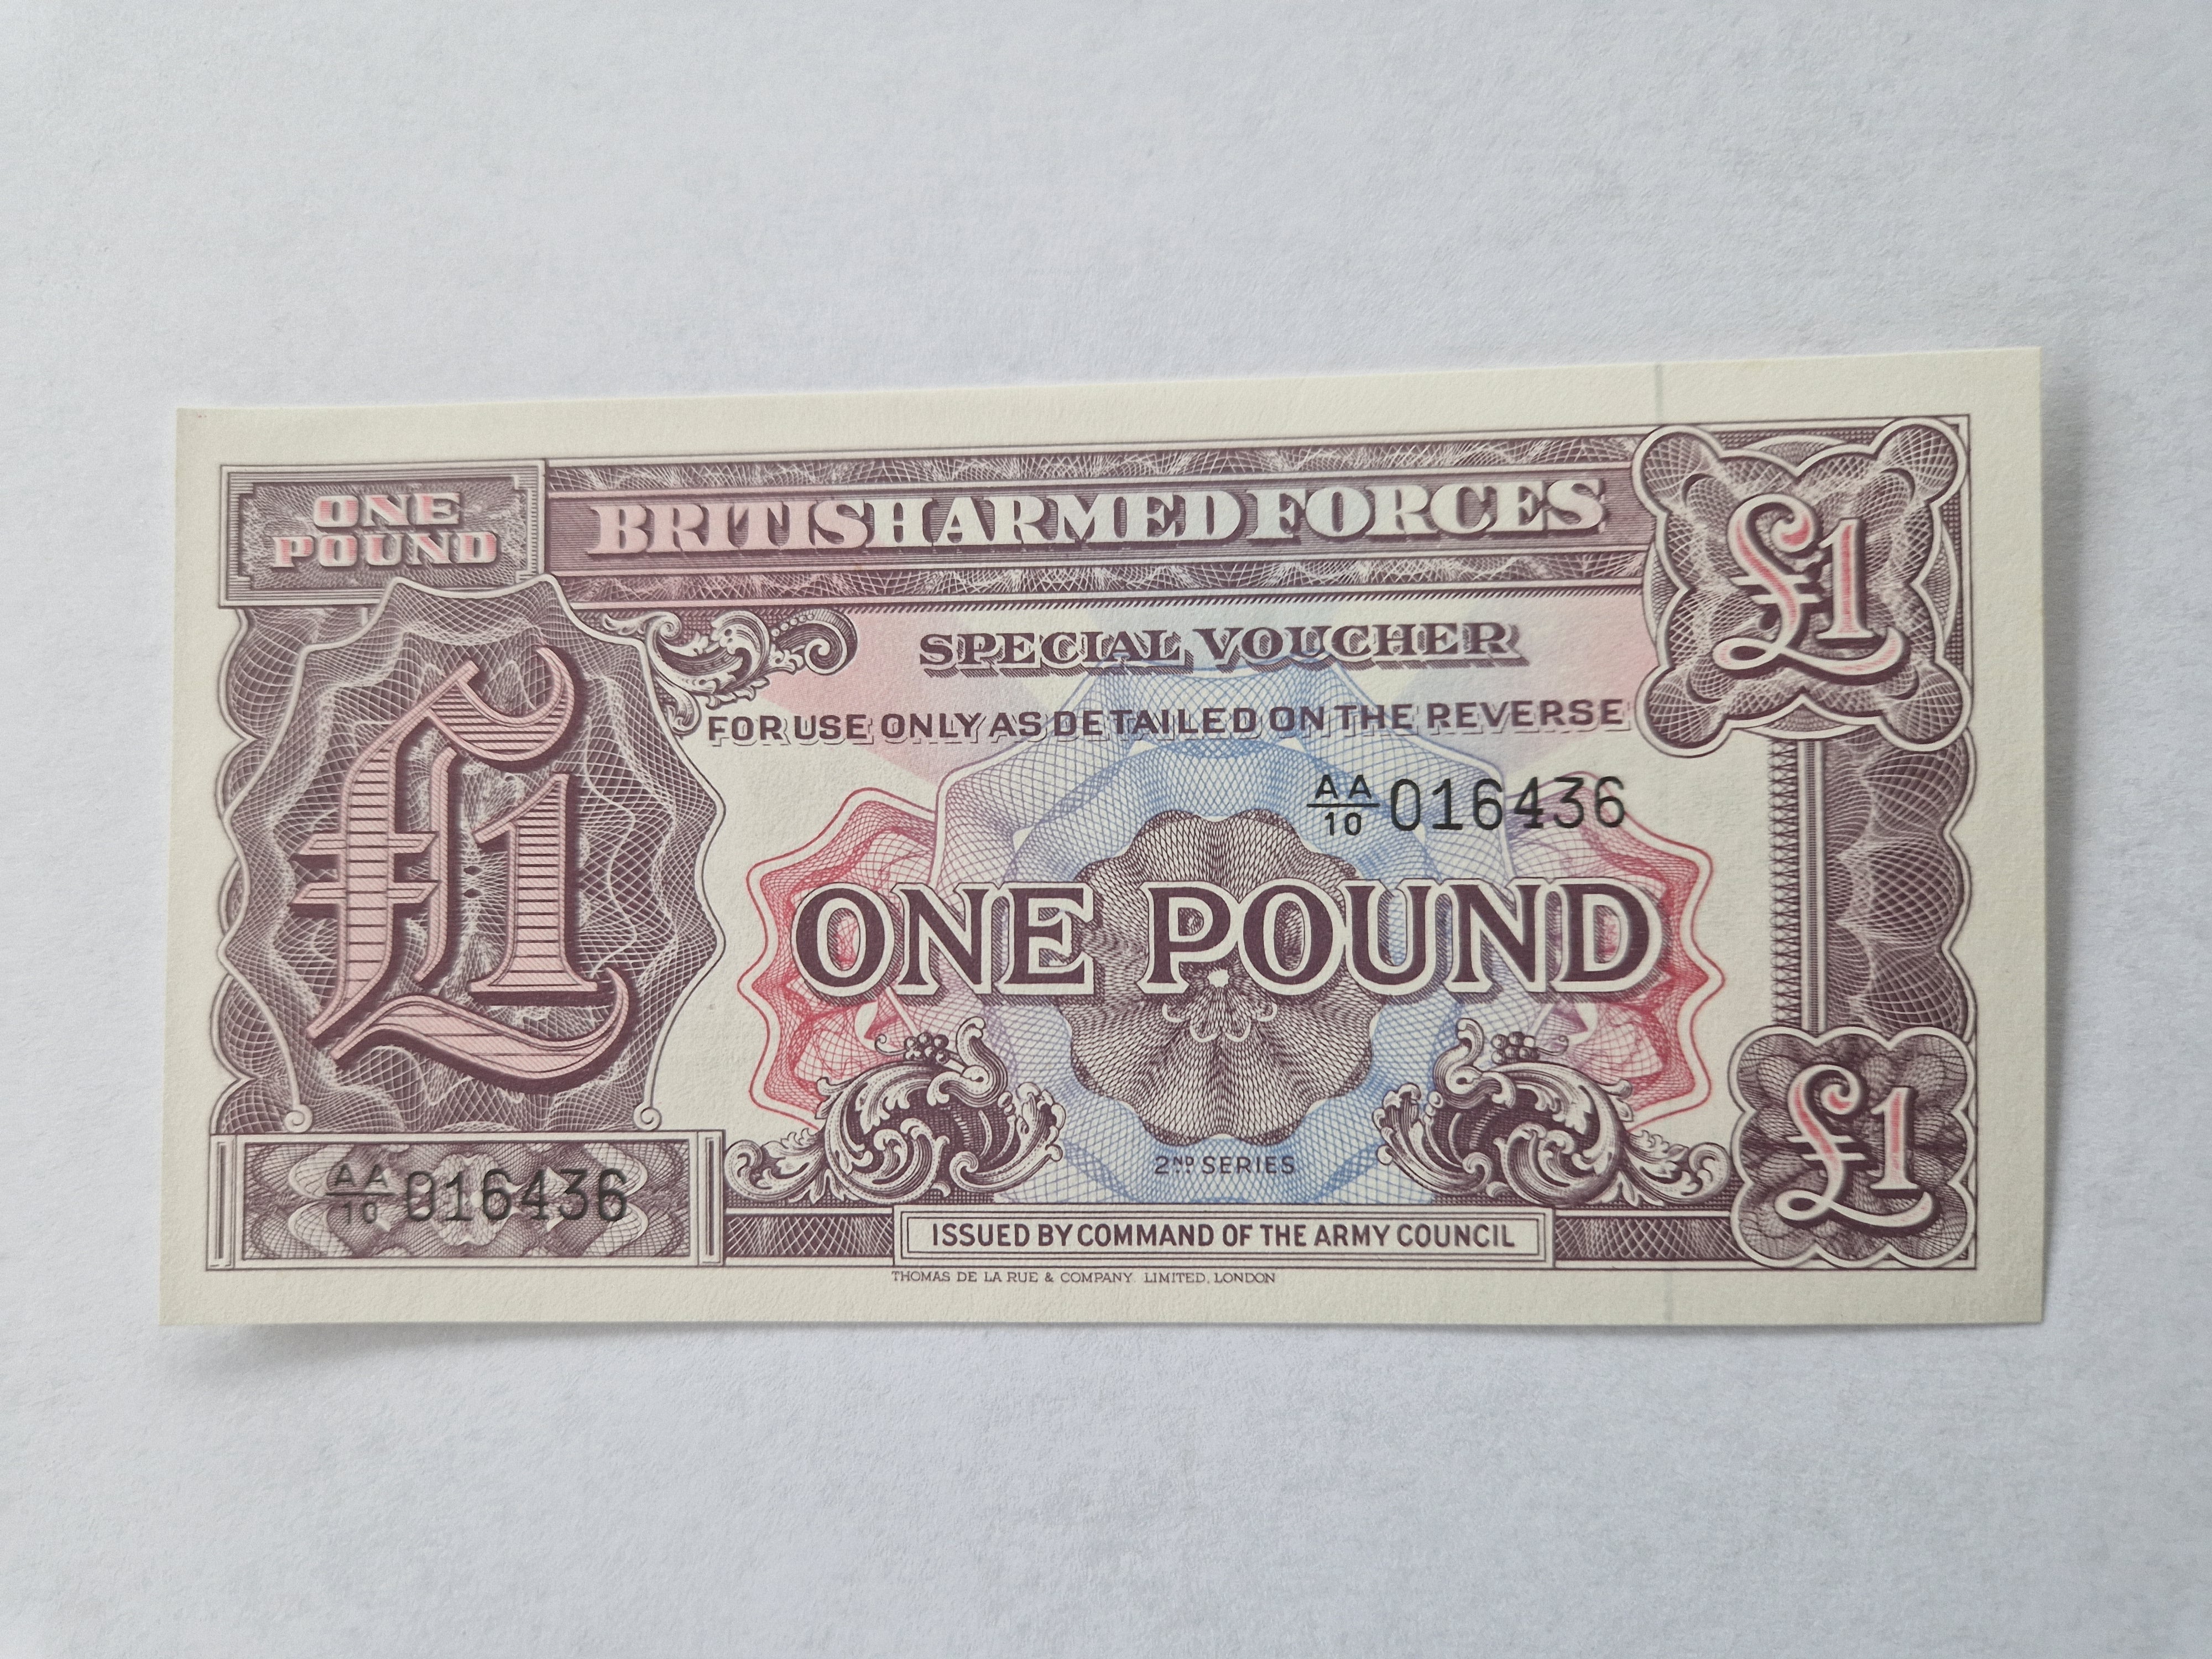 ONE
POUND
BRITISH ARMED FORCES
£1
SPECIAL VOUCHER
FOR USE ONLY AS DETAILED ON THE REVERSE
£1
AA/10 016436
ONE POUND
£1
2ND SERIES
AA/10 016436
ISSUED BY COMMAND OF THE ARMY COUNCIL
THOMAS DE LA RUE & COMPANY, LIMITED, LONDON